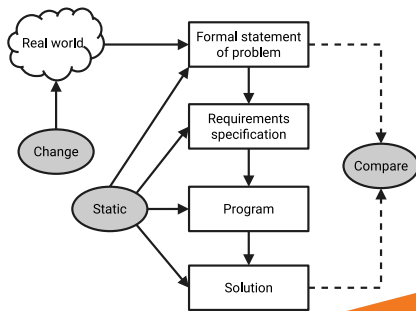 Real world
Formal statement
of problem
Requirements
specification
Change
Compare
Static
Program
Solution